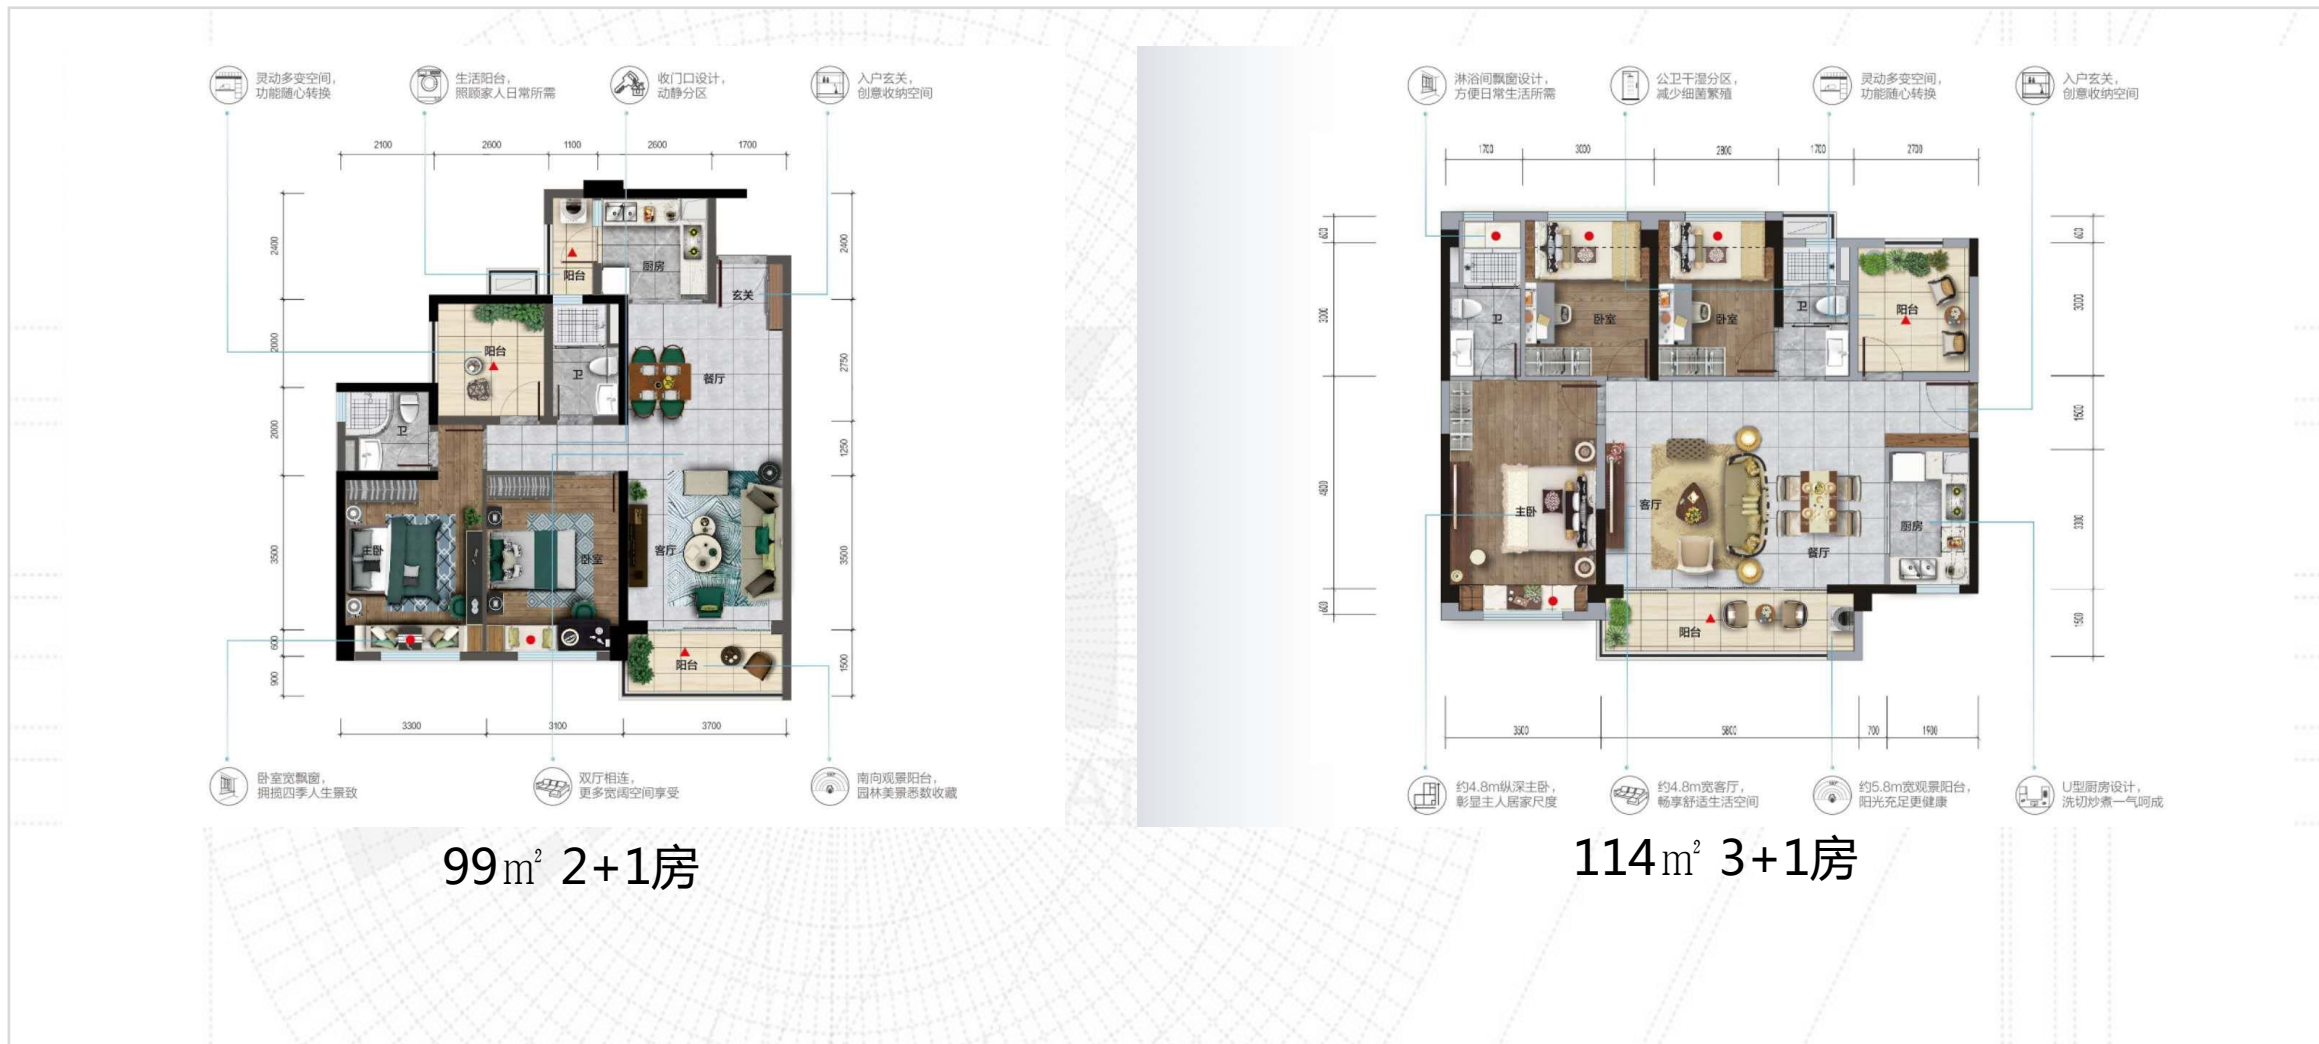 灵动多变空间，
功能随心转换
生活阳台，
照顾家人日常所需
收门口设计，
动静分区
入户玄关，
创意收纳空间
2100
2600
1100
2600
1700
2400
2000
2000
3500
600
900
2400
2750
1250
3500
1500
阳台
厨房
玄关
阳台
卫
餐厅
卫
主卧
卧室
客厅
阳台
3300
3100
3700
卧室宽飘窗，
拥揽四季人生景致
双厅相连，
更多宽阔空间享受
南向观景阳台，
园林美景悉数收藏
99㎡ 2+1房
淋浴间飘窗设计，
方便日常生活所需
公卫干湿分区，
减少细菌繁殖
灵动多变空间，
功能随心转换
入户玄关，
创意收纳空间
1700
3000
2800
1700
2700
600
3200
4800
600
600
3000
1600
3300
1500
卫
卧室
卧室
卫
阳台
主卧
客厅
餐厅
厨房
阳台
3500
5800
700
1900
约4.8m纵深主卧，
彰显主人居家尺度
约4.8m宽客厅，
畅享舒适生活空间
约5.8m宽观景阳台，
阳光充足更健康
U型厨房设计，
洗切炒煮一气呵成
114㎡ 3+1房